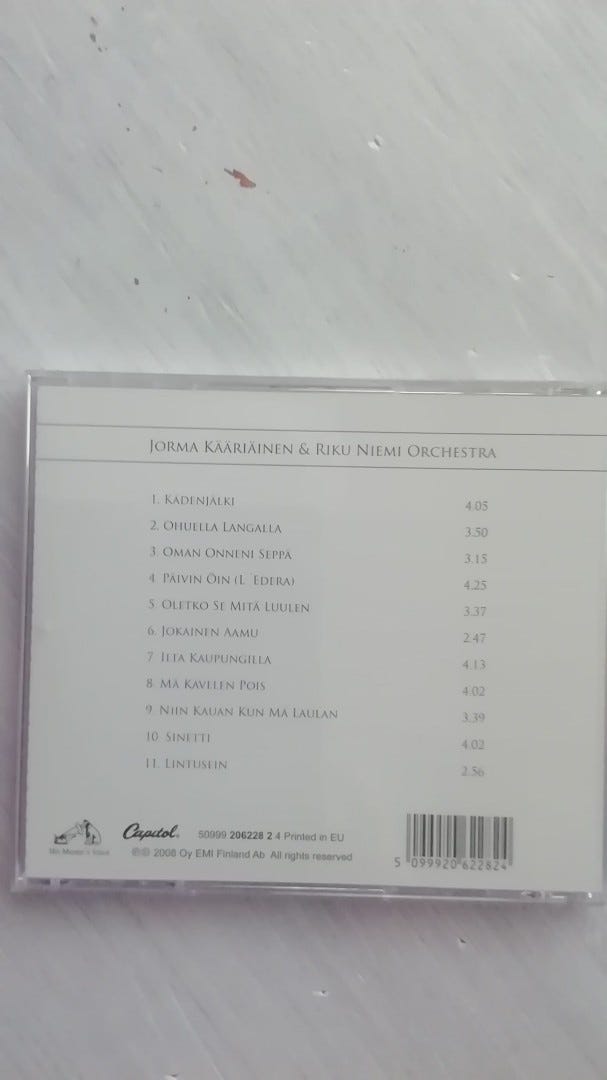 JORMA KÄÄRIÄINEN & RIKU NIEMI ORCHESTRA
1. KÄDENJÄLKI 4.05
2. OHUELLA LANGALLA 3.50
3. OMAN ONNENI SEPPÄ 3.15
4 PÄIVIN ÖIN (L´EDERA) 4.25
5 OLETKO SE MITÄ LUULEN 3.37
6. JOKAINEN AAMU 2.47
7 ILTA KAUPUNGILLA 4.13
8 MÄ KÄVELEN POIS 4.02
9 NIIN KAUAN KUN MÄ LAULAN 3.39
10 SINETTI 4.02
11. LINTUSEIN 2.56
His Master's Voice Capitol® 50999 206228 2 4 Printed in EU
℗© 2008 Oy EMI Finland Ab All rights reserved
5 099920 622824